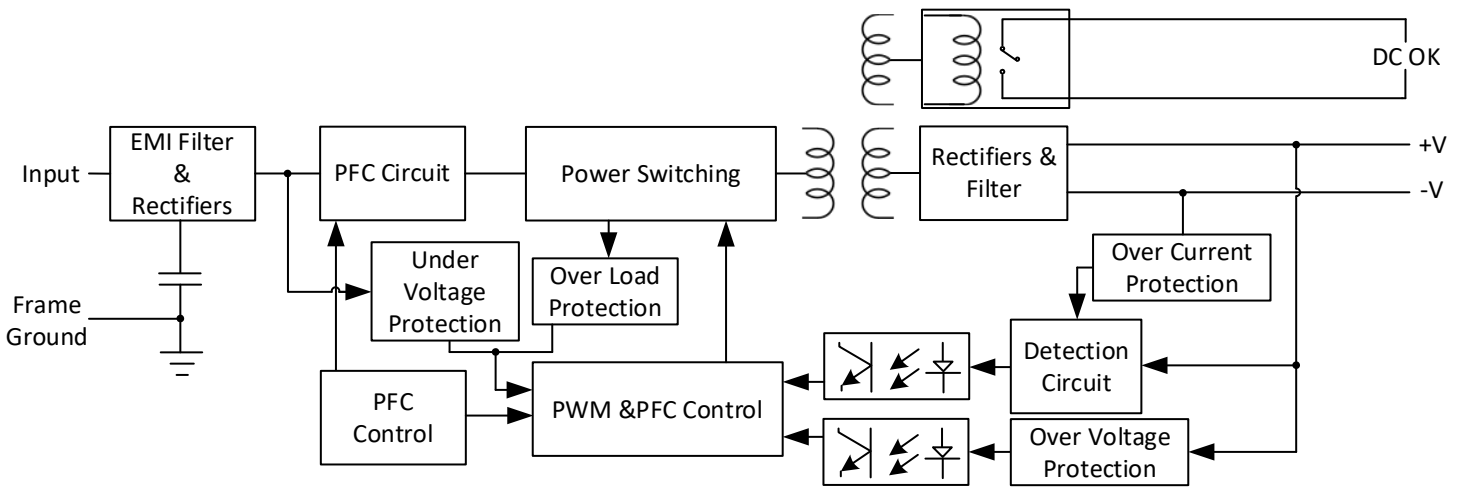 DC OK
EMI Filter
&
Rectifiers
Input
PFC Circuit
Power Switching
Rectifiers &
Filter
+V
-V
Under
Voltage
Protection
Over Load
Protection
Over Current
Protection
Frame
Ground
Detection
Circuit
PFC
Control
PWM &PFC Control
Over Voltage
Protection